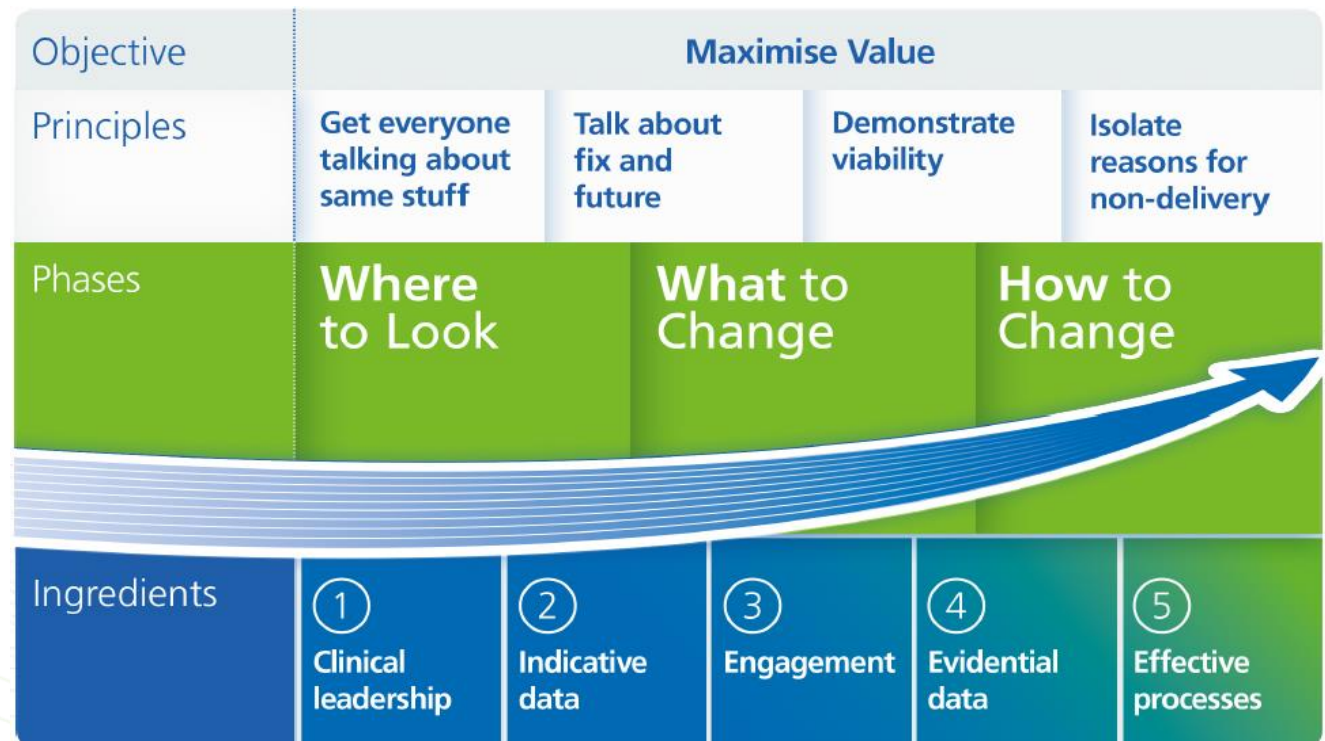 Objective
Maximise Value
Principles
Get everyone
talking about
same stuff
Talk about
fix and
future
Demonstrate
viability
Isolate
reasons for
non-delivery
Phases
Where
to Look
What to
Change
How to
Change
Ingredients
1
Clinical
leadership
2
Indicative
data
3
Engagement
4
Evidential
data
5
Effective
processes